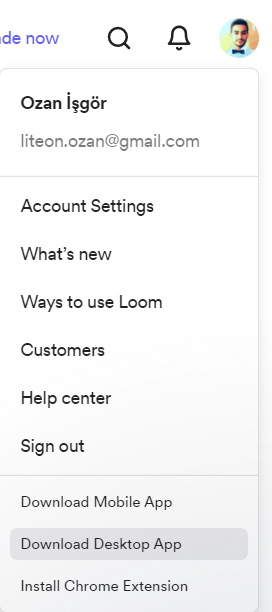 ade now
Ozan İşgör
liteon.ozan@gmail.com
Account Settings
What's new
Ways to use Loom
Customers
Help center
Sign out
Download Mobile App
Download Desktop App
Install Chrome Extension